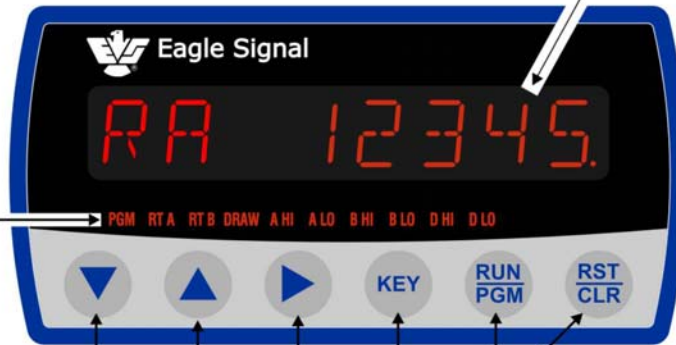 Eagle Signal
RA 12345.
PGM RT A RT B DRAW A HI A LO B HI B LO D HI D LO
KEY RUN PGM RST CLR